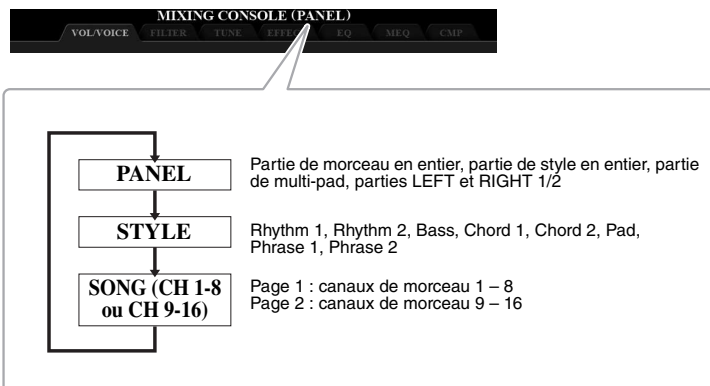 MIXING CONSOLE (PANEL)
VOL/VOICE FILTER TUNE EFFECT EQ MEQ CMP
PANEL
Partie de morceau en entier, partie de style en entier, partie
de multi-pad, parties LEFT et RIGHT 1/2
STYLE
Rhythm 1, Rhythm 2, Bass, Chord 1, Chord 2, Pad,
Phrase 1, Phrase 2
SONG (CH 1-8
ou CH 9-16)
Page 1 : canaux de morceau 1 – 8
Page 2 : canaux de morceau 9 – 16